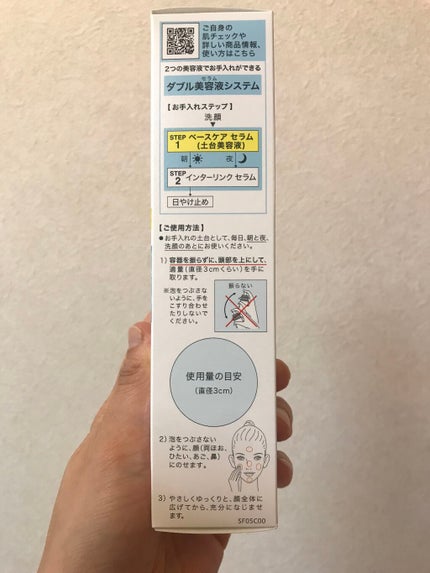 ご自身の
肌チェックや
詳しい商品情報、
使い方はこちら
2つの美容液でお手入れができる
セラム
ダブル美容液システム
【お手入れステップ】
洗顔
▼
STEP 1 ベースケア セラム
(土台美容液)
朝 夜
STEP 2 インターリンク セラム
日やけ止め
【ご使用方法】
●お手入れの土台として、毎日、朝と夜、
洗顔のあとにお使いください。
1) 容器を振らずに、頭部を上にして、
適量(直径3cmくらい)を手に
取ります。
※泡をつぶさな
いように、手を
こすり合わせ
たりしないで
ください。
振らない
使用量の目安
(直径3cm)
2) 泡をつぶさない
ように、顔(両ほお、
ひたい、あご、鼻)
にのせます。
3) やさしくゆっくりと、顔全体に
広げてから、充分になじませ
ます。
SF05C00